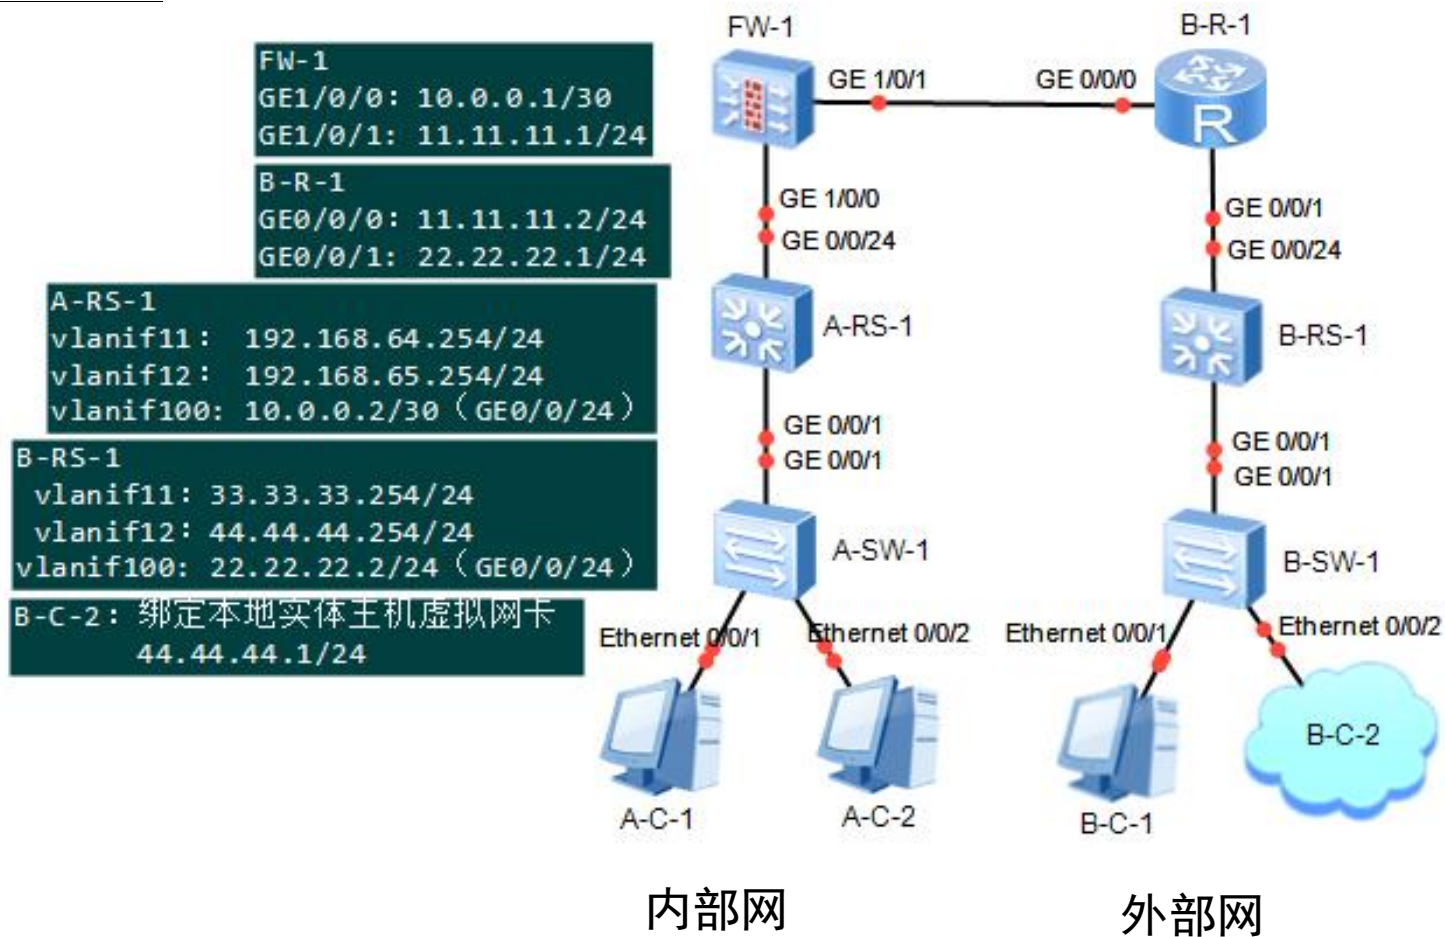 FW-1
GE1/0/0: 10.0.0.1/30
GE1/0/1: 11.11.11.1/24
B-R-1
GE0/0/0: 11.11.11.2/24
GE0/0/1: 22.22.22.1/24
A-RS-1
vlanif11: 192.168.64.254/24
vlanif12: 192.168.65.254/24
vlanif100: 10.0.0.2/30（GE0/0/24）
B-RS-1
vlanif11: 33.33.33.254/24
vlanif12: 44.44.44.254/24
vlanif100: 22.22.22.2/24（GE0/0/24）
B-C-2: 绑定本地实体主机虚拟网卡
44.44.44.1/24
FW-1
B-R-1
GE 1/0/1
GE 0/0/0
GE 1/0/0
GE 0/0/24
GE 0/0/1
GE 0/0/24
A-RS-1
B-RS-1
GE 0/0/1
GE 0/0/1
GE 0/0/1
GE 0/0/1
A-SW-1
B-SW-1
Ethernet 0/0/1
Ethernet 0/0/2
Ethernet 0/0/1
Ethernet 0/0/2
A-C-1
A-C-2
B-C-1
B-C-2
内部网
外部网